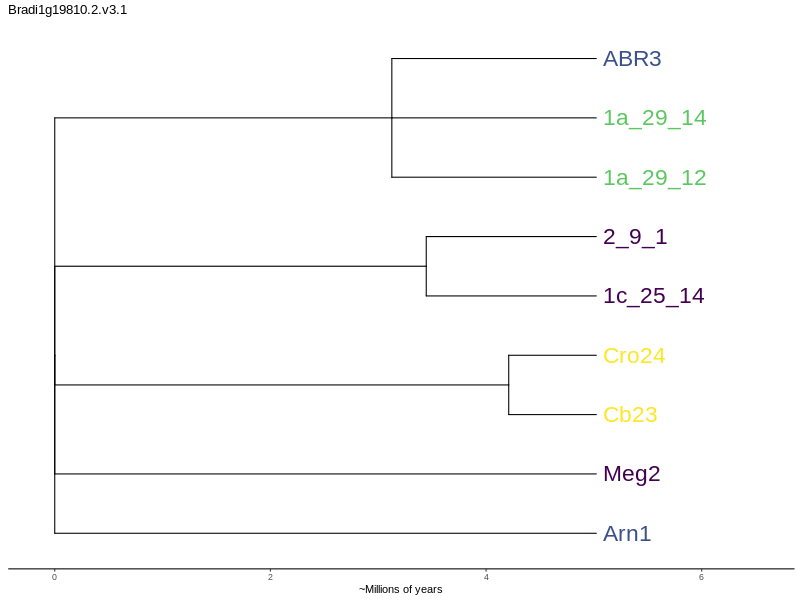 Bradi1g19810.2.v3.1
ABR3
1a_29_14
1a_29_12
2_9_1
1c_25_14
Cro24
Cb23
Meg2
Arn1
0 2 4 6
~Millions of years